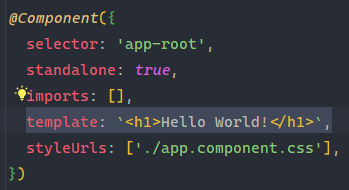 @Component({
selector: 'app-root',
standalone: true,
imports: [],
template: `<h1>Hello World!</h1>`,
styleUrls: ['./app.component.css'],
})